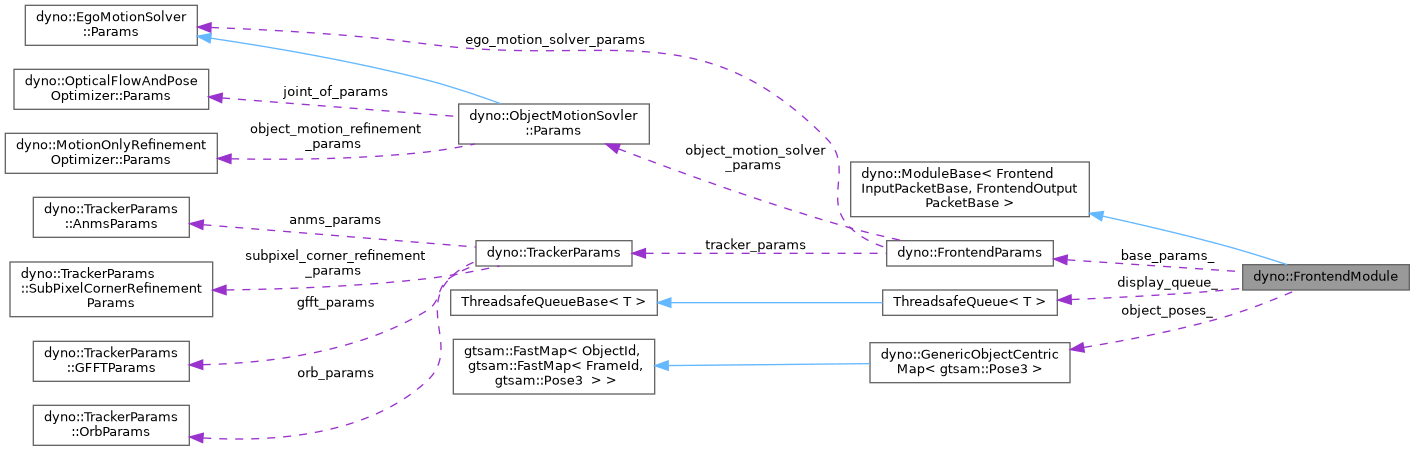 dyno::EgoMotionSolver
::Params
ego_motion_solver_params
dyno::OpticalFlowAndPose
Optimizer::Params
joint_of_params
dyno::ObjectMotionSovler
::Params
object_motion_refinement
_params
dyno::MotionOnlyRefinement
Optimizer::Params
object_motion_solver
_params
dyno::ModuleBase< Frontend
InputPacketBase, FrontendOutput
PacketBase >
dyno::TrackerParams
::AnmsParams
anms_params
dyno::TrackerParams
tracker_params
dyno::FrontendParams
base_params_
dyno::FrontendModule
subpixel_corner_refinement
_params
dyno::TrackerParams
::SubPixelCornerRefinement
Params
gfft_params
ThreadsafeQueueBase< T >
ThreadsafeQueue< T >
display_queue_
object_poses_
dyno::TrackerParams
::GFFTParams
orb_params
gtsam::FastMap< ObjectId,
gtsam::FastMap< FrameId,
gtsam::Pose3  > >
dyno::GenericObjectCentric
Map< gtsam::Pose3 >
dyno::TrackerParams
::OrbParams